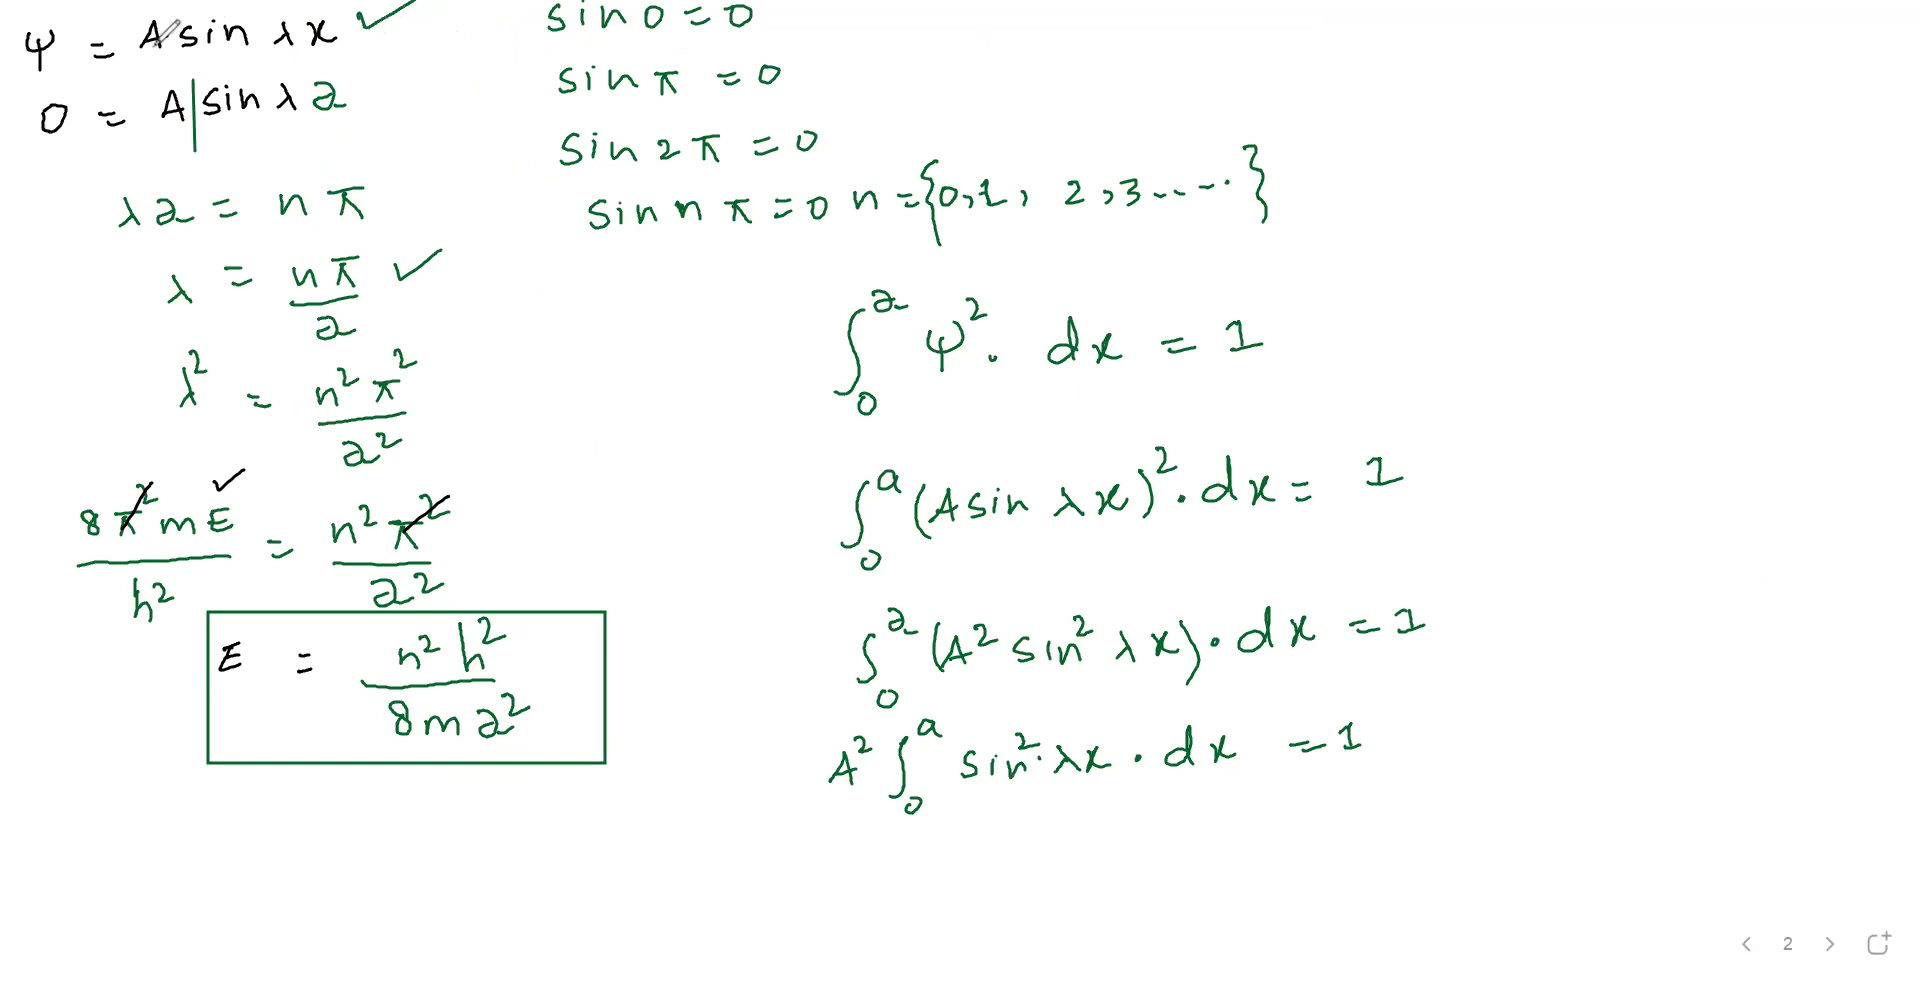 ψ = A sin λx ✓
0 = A | sin λ a
λa = nπ
λ = nπ/a ✓
λ² = n²π²/a²
8π²mE/h² = n²π²/a²
E = n²h²/8ma²
sin 0 = 0
sin π = 0
sin 2π = 0
sin nπ = 0 n = {0,1, 2,3....}
∫₀ᵃ ψ². dx = 1
∫₀ᵃ (A sin λx)². dx = 1
∫₀ᵃ (A² sin² λx). dx = 1
A² ∫₀ᵃ sin². λx . dx = 1
< 2 >